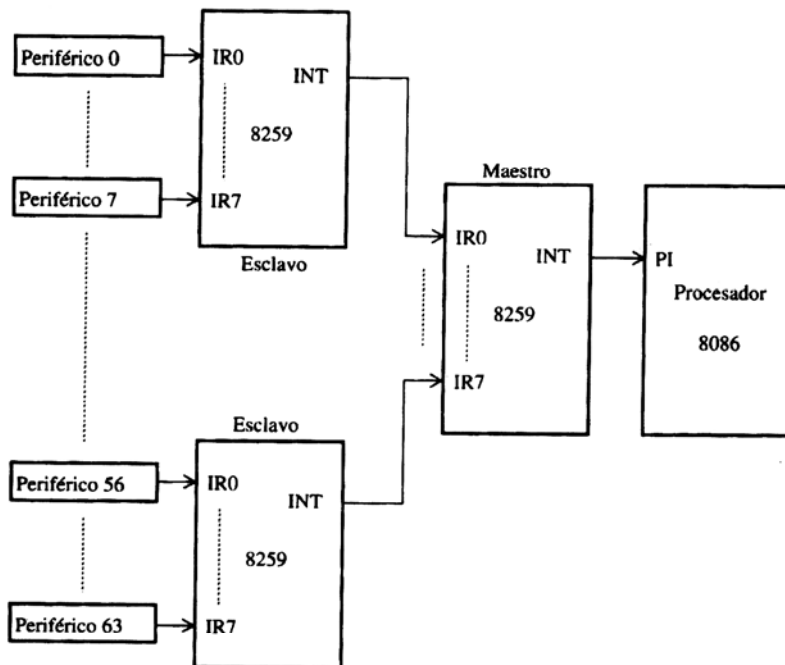 Periférico 0
IR0
INT
8259
Periférico 7
IR7
Esclavo
Maestro
IR0
INT
8259
IR7
PI
Procesador
8086
Esclavo
Periférico 56
IR0
INT
8259
Periférico 63
IR7